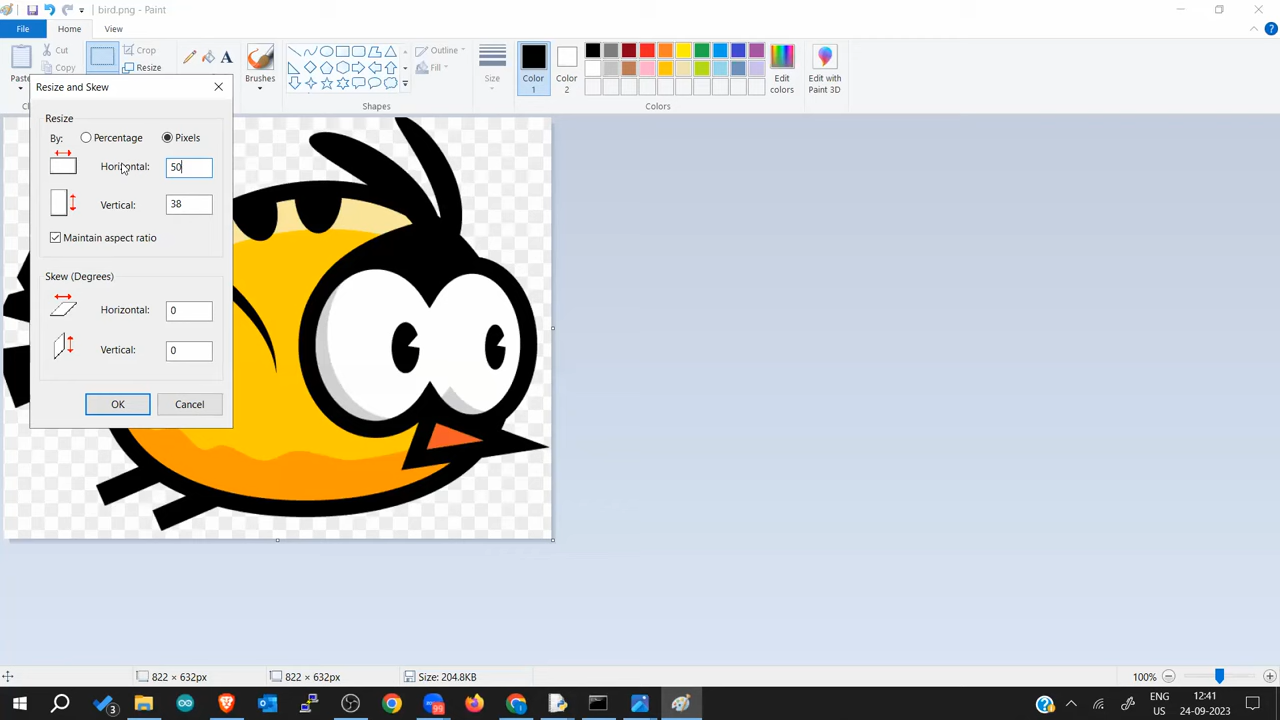 bird.png - Paint
File
Home
View
Cut
Copy
Paste
Crop
Resize
Brushes
Shapes
Outline
Fill
Size
Color
1
Color
2
Edit
colors
Edit with
Paint 3D
Colors
Resize and Skew
Resize
By:
Percentage
Pixels
Horizontal:
50
Vertical:
38
Maintain aspect ratio
Skew (Degrees)
Horizontal:
0
Vertical:
0
OK
Cancel
822 × 632px
822 × 632px
Size: 204.8KB
100%
3
99
ENG
US
12:41
24-09-2023